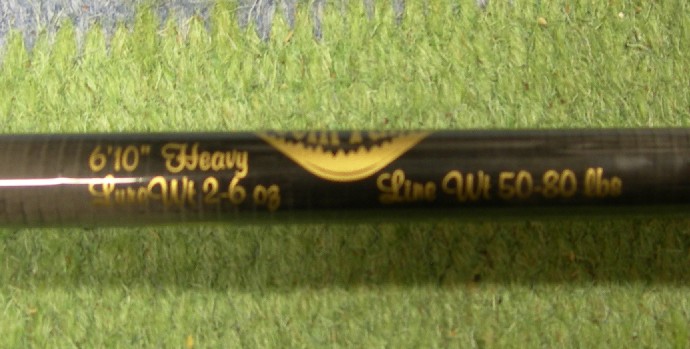 6'10" Heavy
Lure Wt 2-6 oz
Line Wt 50-80 lbs